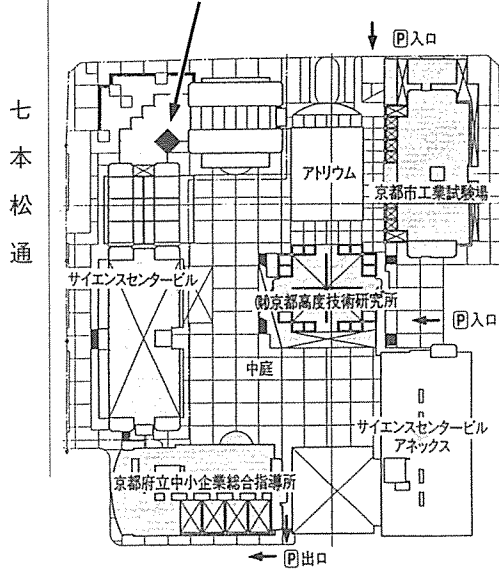 P入口
七本松通
アトリウム
京都市工業試験場
サイエンスセンタービル
㈶京都高度技術研究所
P入口
中庭
サイエンスセンタービル
アネックス
京都府立中小企業総合指導所
P出口